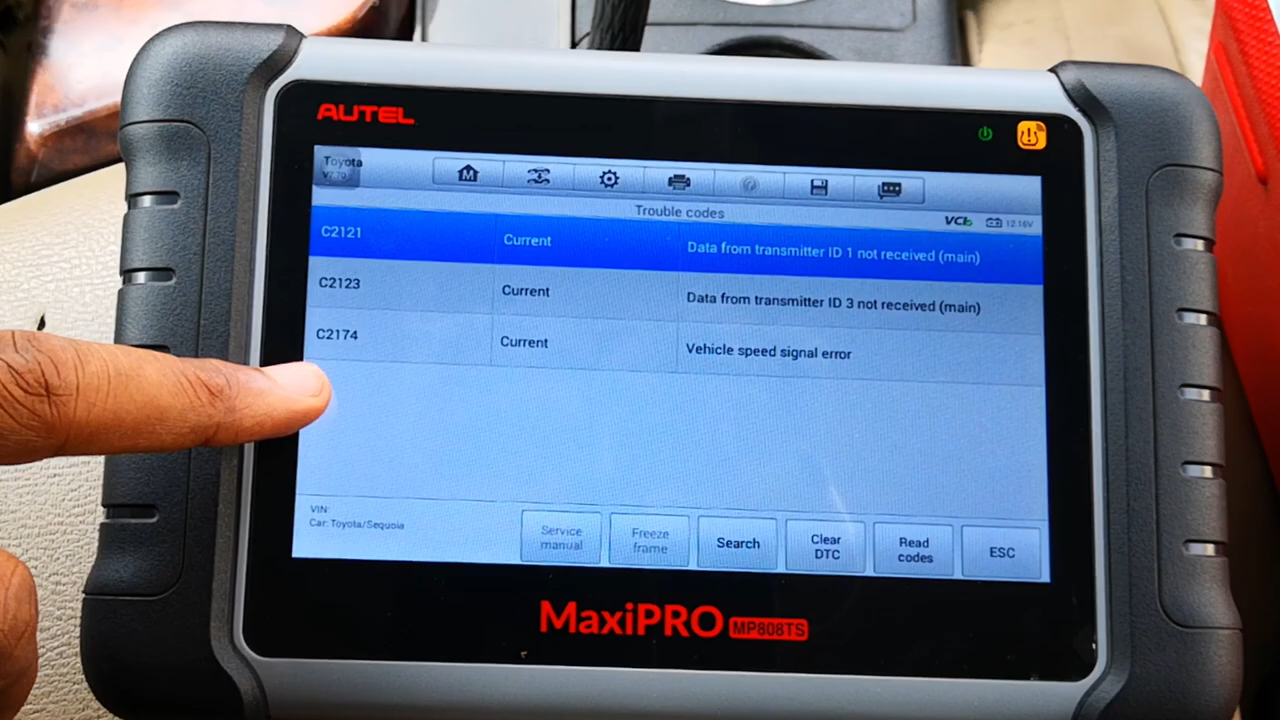 AUTEL
Toyota
V7.70
M
Trouble codes
VCI
12.16V
C2121 Current Data from transmitter ID 1 not received (main)
C2123 Current Data from transmitter ID 3 not received (main)
C2174 Current Vehicle speed signal error
VIN:
Car: Toyota/Sequoia
Service manual
Freeze frame
Search
Clear DTC
Read codes
ESC
MaxiPRO MP808TS